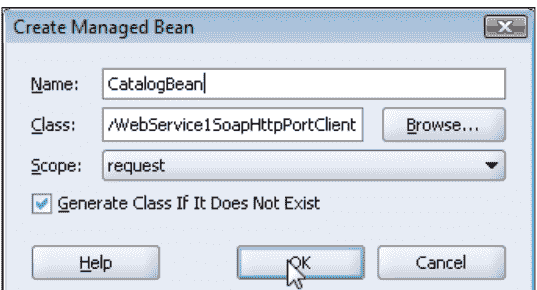 Create Managed Bean
Name: CatalogBean
Class: /WebService1SoapHttpPortClient Browse...
Scope: request
Generate Class If It Does Not Exist
Help OK Cancel